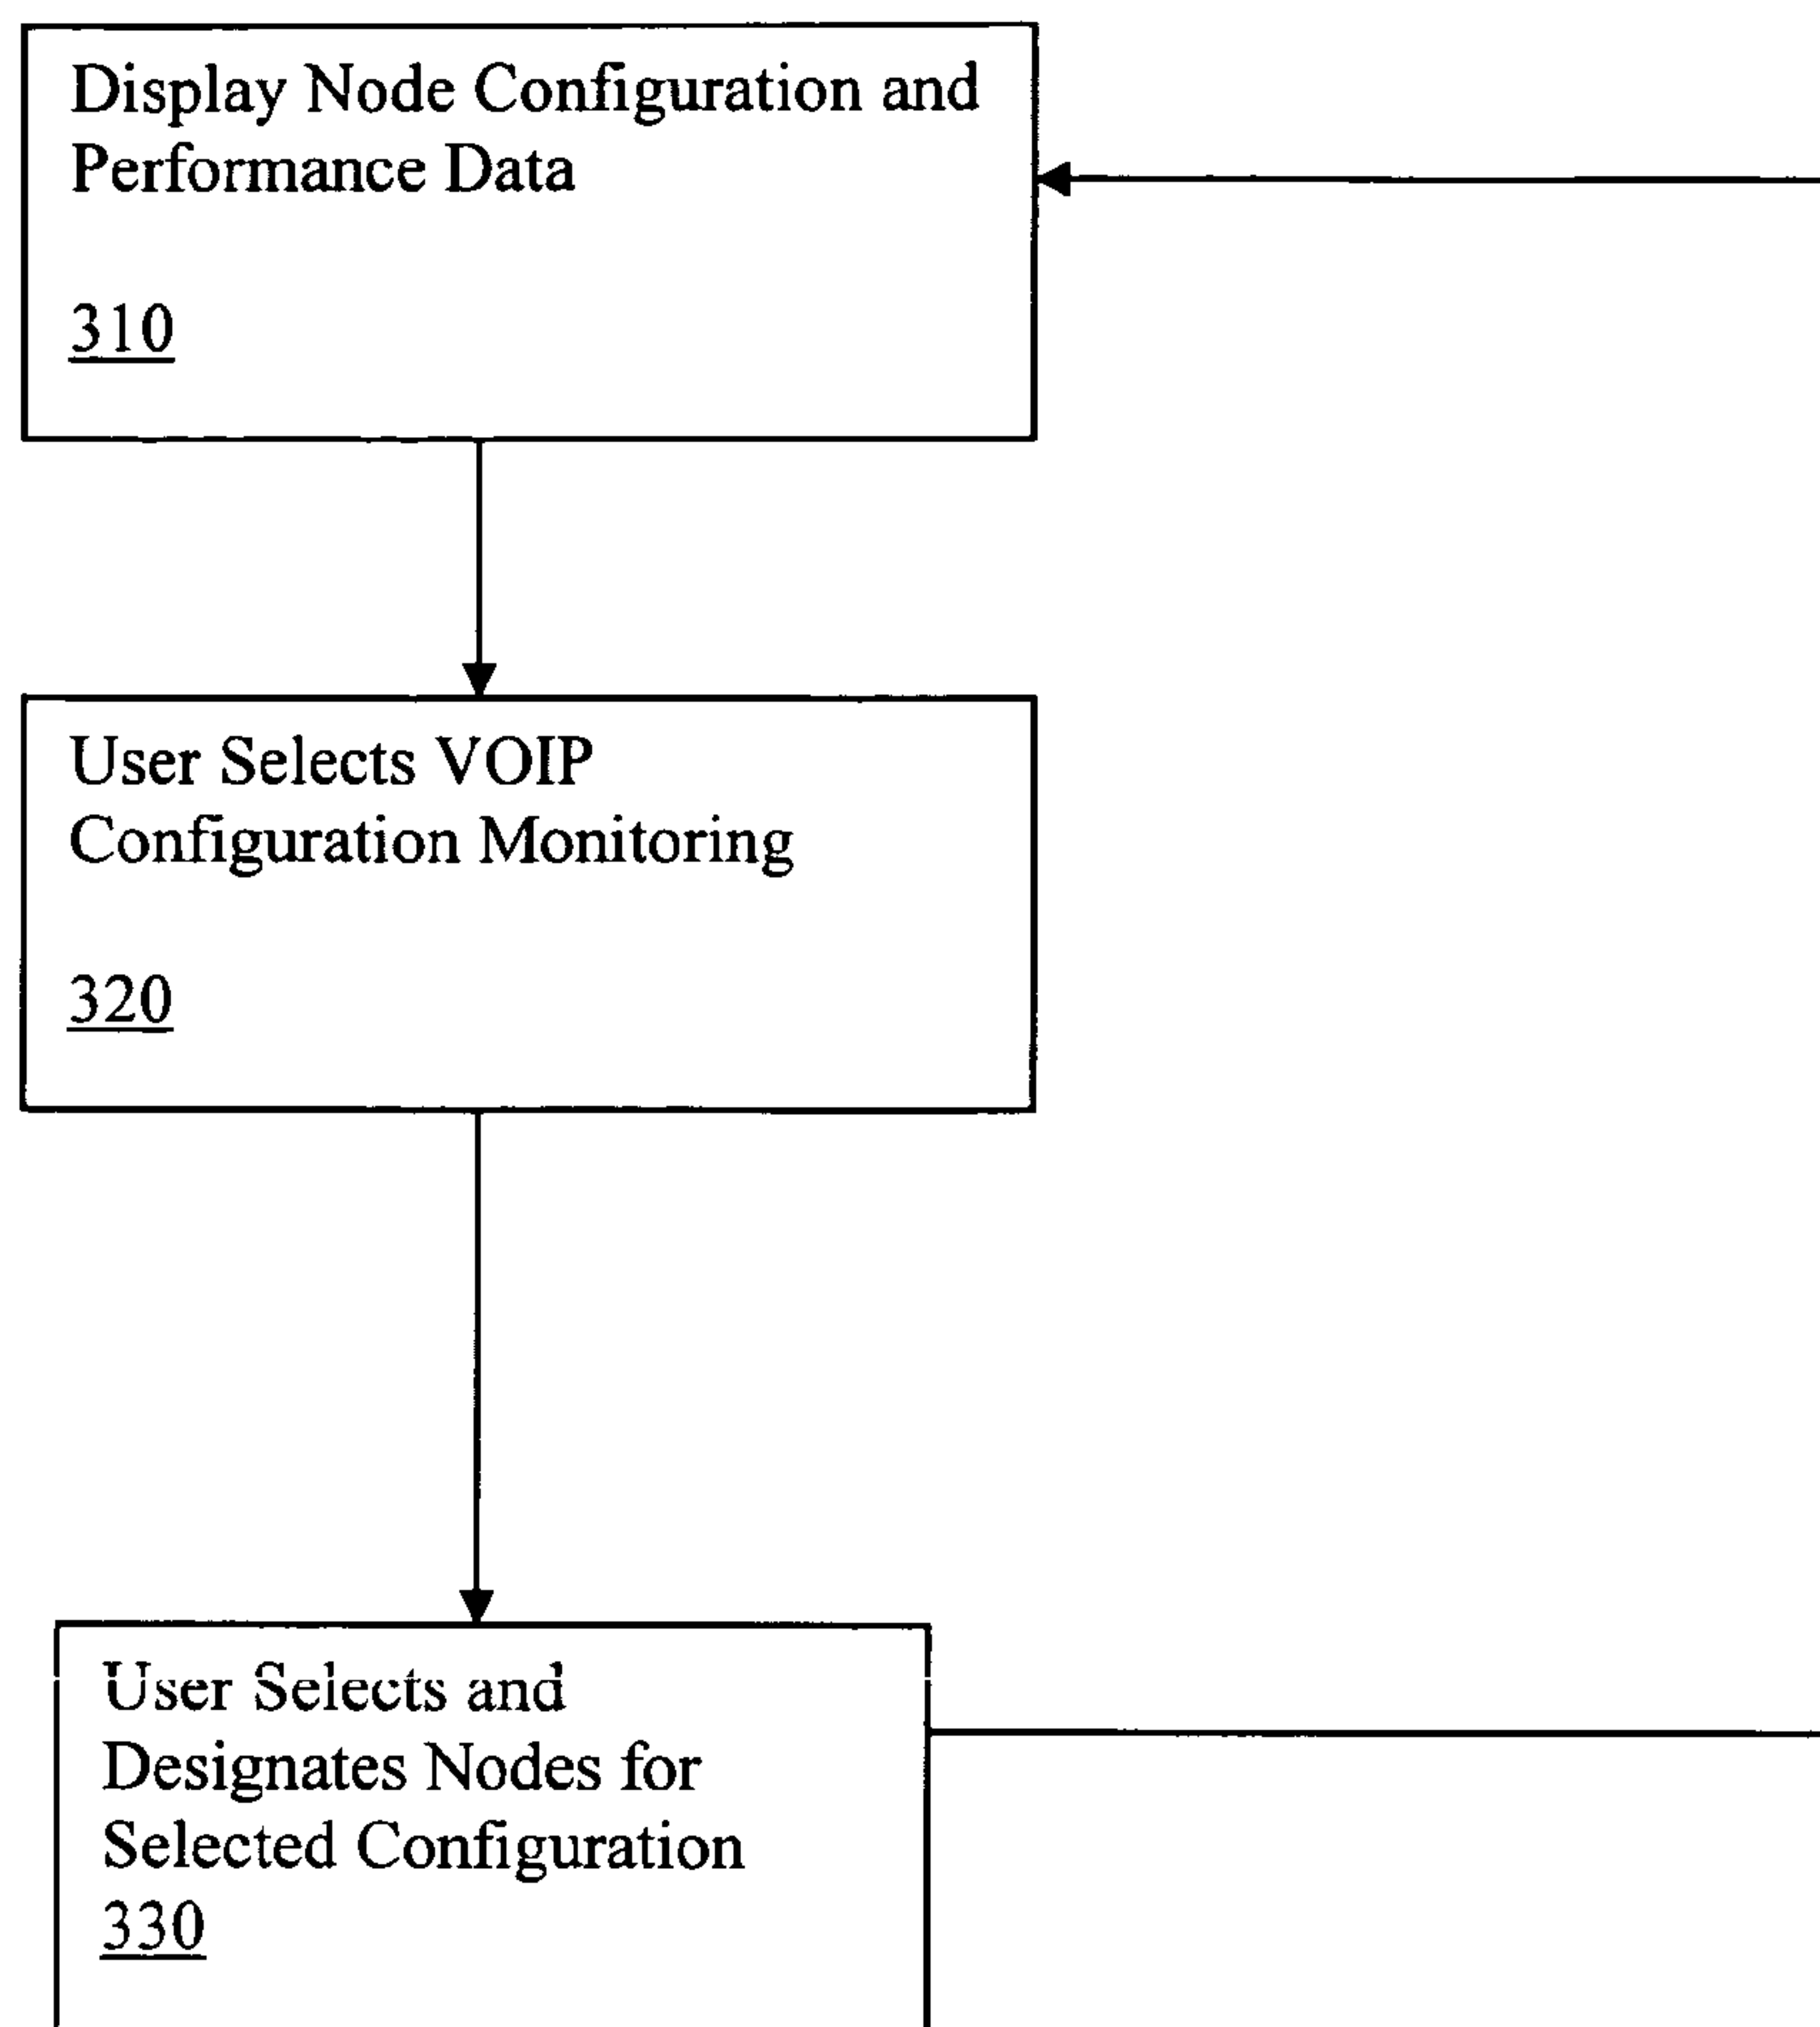 Display Node Configuration and
Performance Data
310
User Selects VOIP
Configuration Monitoring
320
User Selects and
Designates Nodes for
Selected Configuration
330